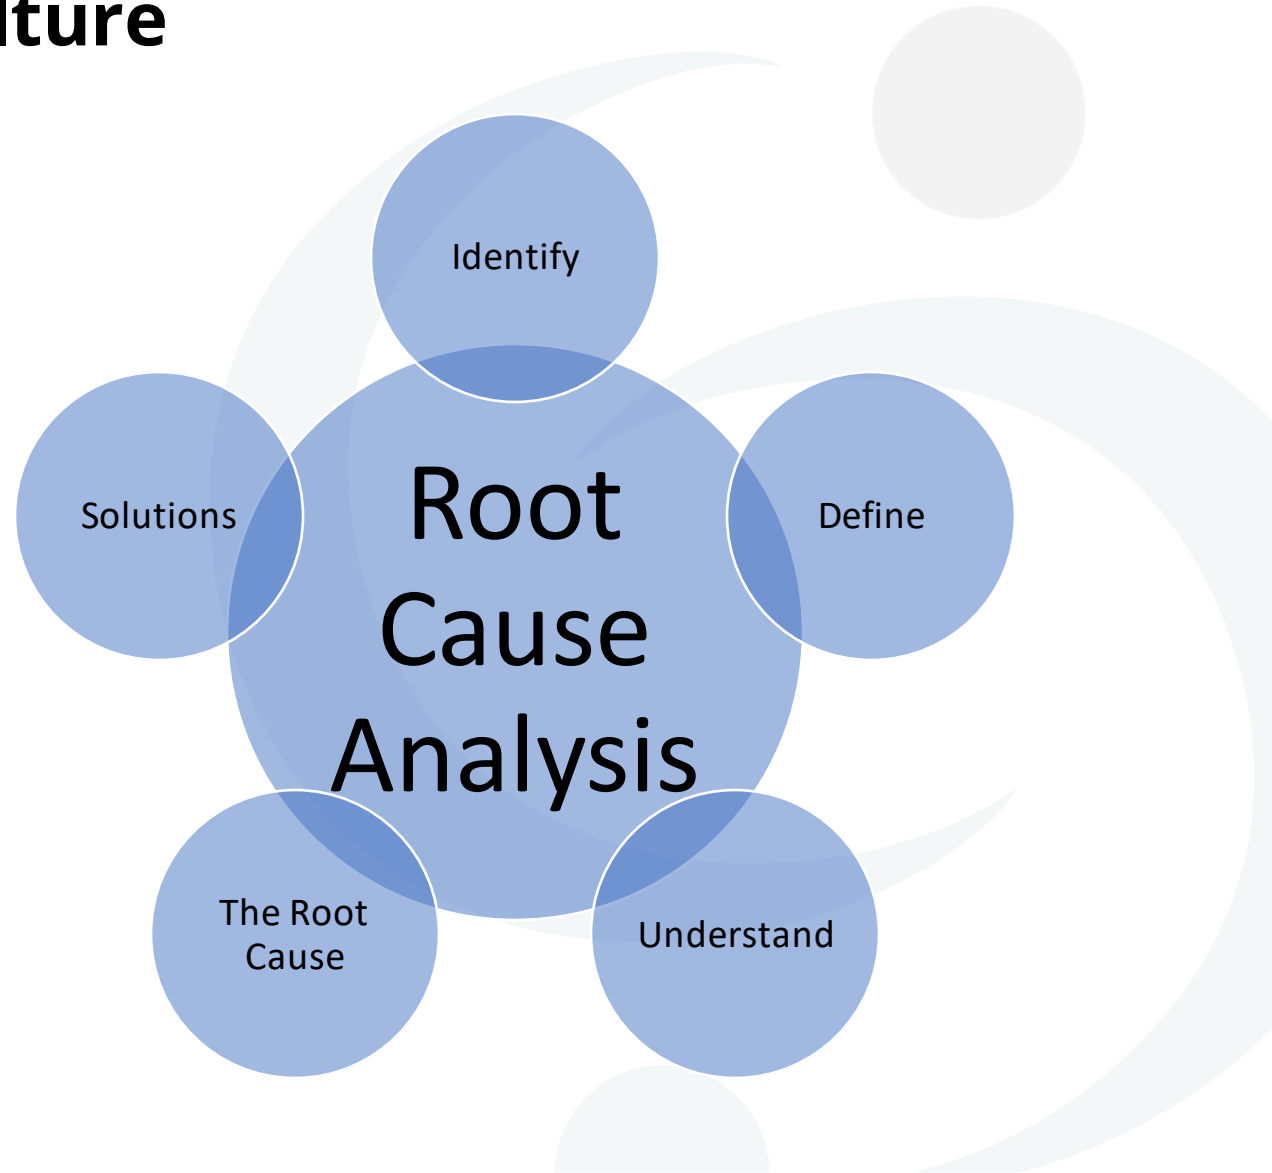 lture
Identify
Define
Understand
The Root
Cause
Solutions
Root
Cause
Analysis